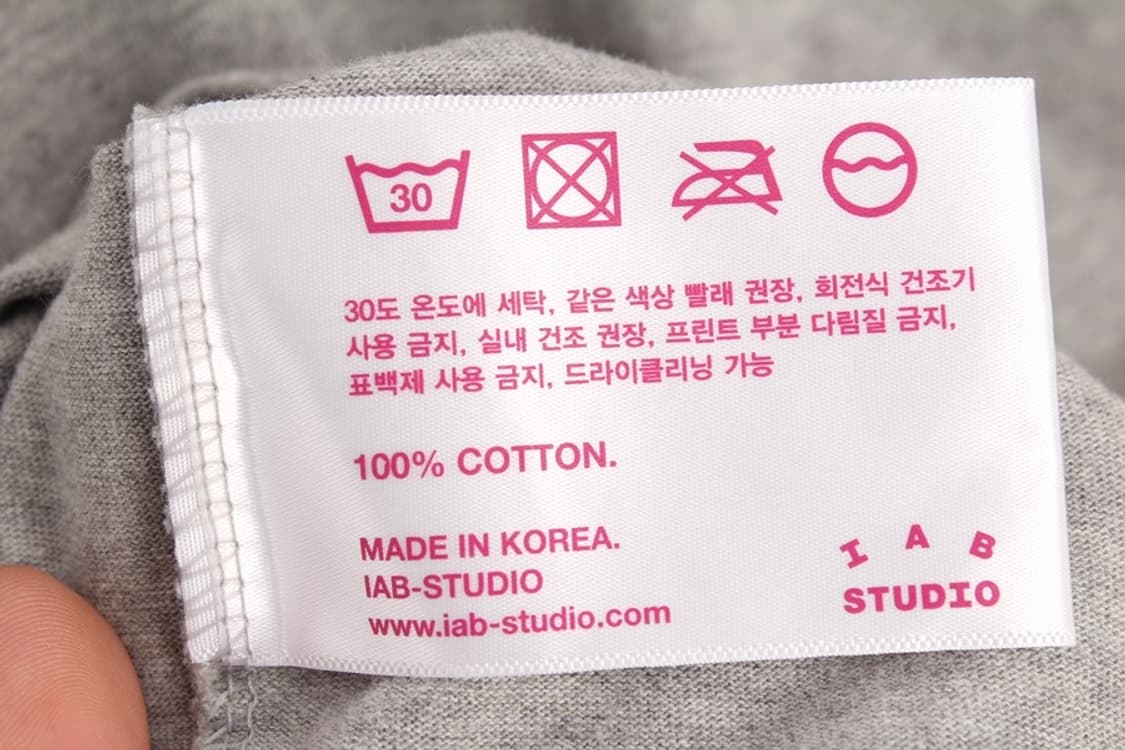 30
30도 온도에 세탁, 같은 색상 빨래 권장, 회전식 건조기
사용 금지, 실내 건조 권장, 프린트 부분 다림질 금지,
표백제 사용 금지, 드라이클리닝 가능
100% COTTON.
MADE IN KOREA.
IAB-STUDIO
www.iab-studio.com
I A B
STUDIO